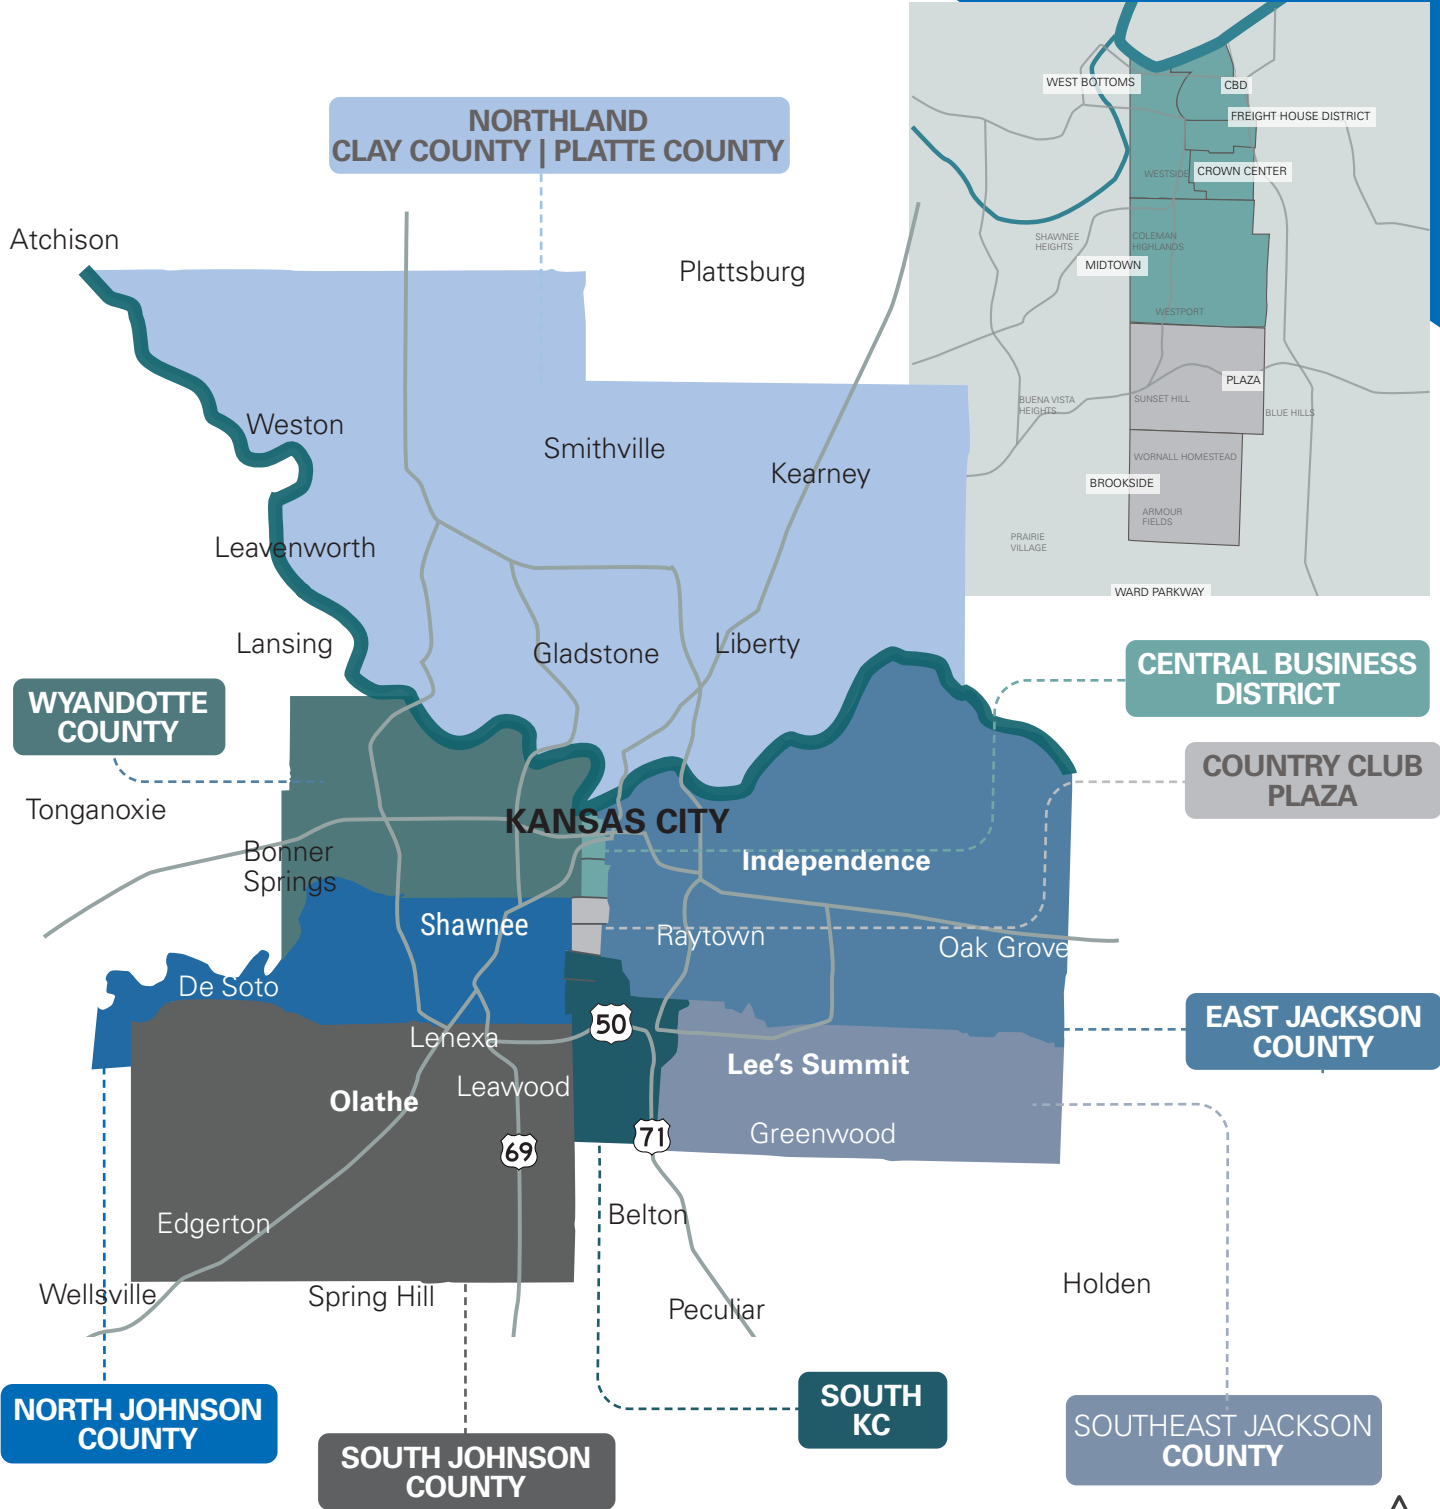 WEST BOTTOMS
CBD
FREIGHT HOUSE DISTRICT
WESTSIDE
CROWN CENTER
SHAWNEE
HEIGHTS
COLEMAN
HIGHLANDS
MIDTOWN
WESTPORT
PLAZA
BUENA VISTA
HEIGHTS
SUNSET HILL
BLUE HILLS
WORNALL HOMESTEAD
BROOKSIDE
ARMOUR
FIELDS
PRAIRIE
VILLAGE
WARD PARKWAY
NORTHLAND
CLAY COUNTY | PLATTE COUNTY
Atchison
Plattsburg
Weston
Smithville
Kearney
Leavenworth
Lansing
Gladstone
Liberty
CENTRAL BUSINESS
DISTRICT
WYANDOTTE
COUNTY
COUNTRY CLUB
PLAZA
Tonganoxie
KANSAS CITY
Bonner
Springs
Independence
Shawnee
Raytown
Oak Grove
De Soto
50
EAST JACKSON
COUNTY
Lenexa
Lee's Summit
Leawood
Olathe
Greenwood
71
69
Edgerton
Belton
Wellsville
Spring Hill
Peculiar
Holden
NORTH JOHNSON
COUNTY
SOUTH
KC
SOUTHEAST JACKSON
COUNTY
SOUTH JOHNSON
COUNTY